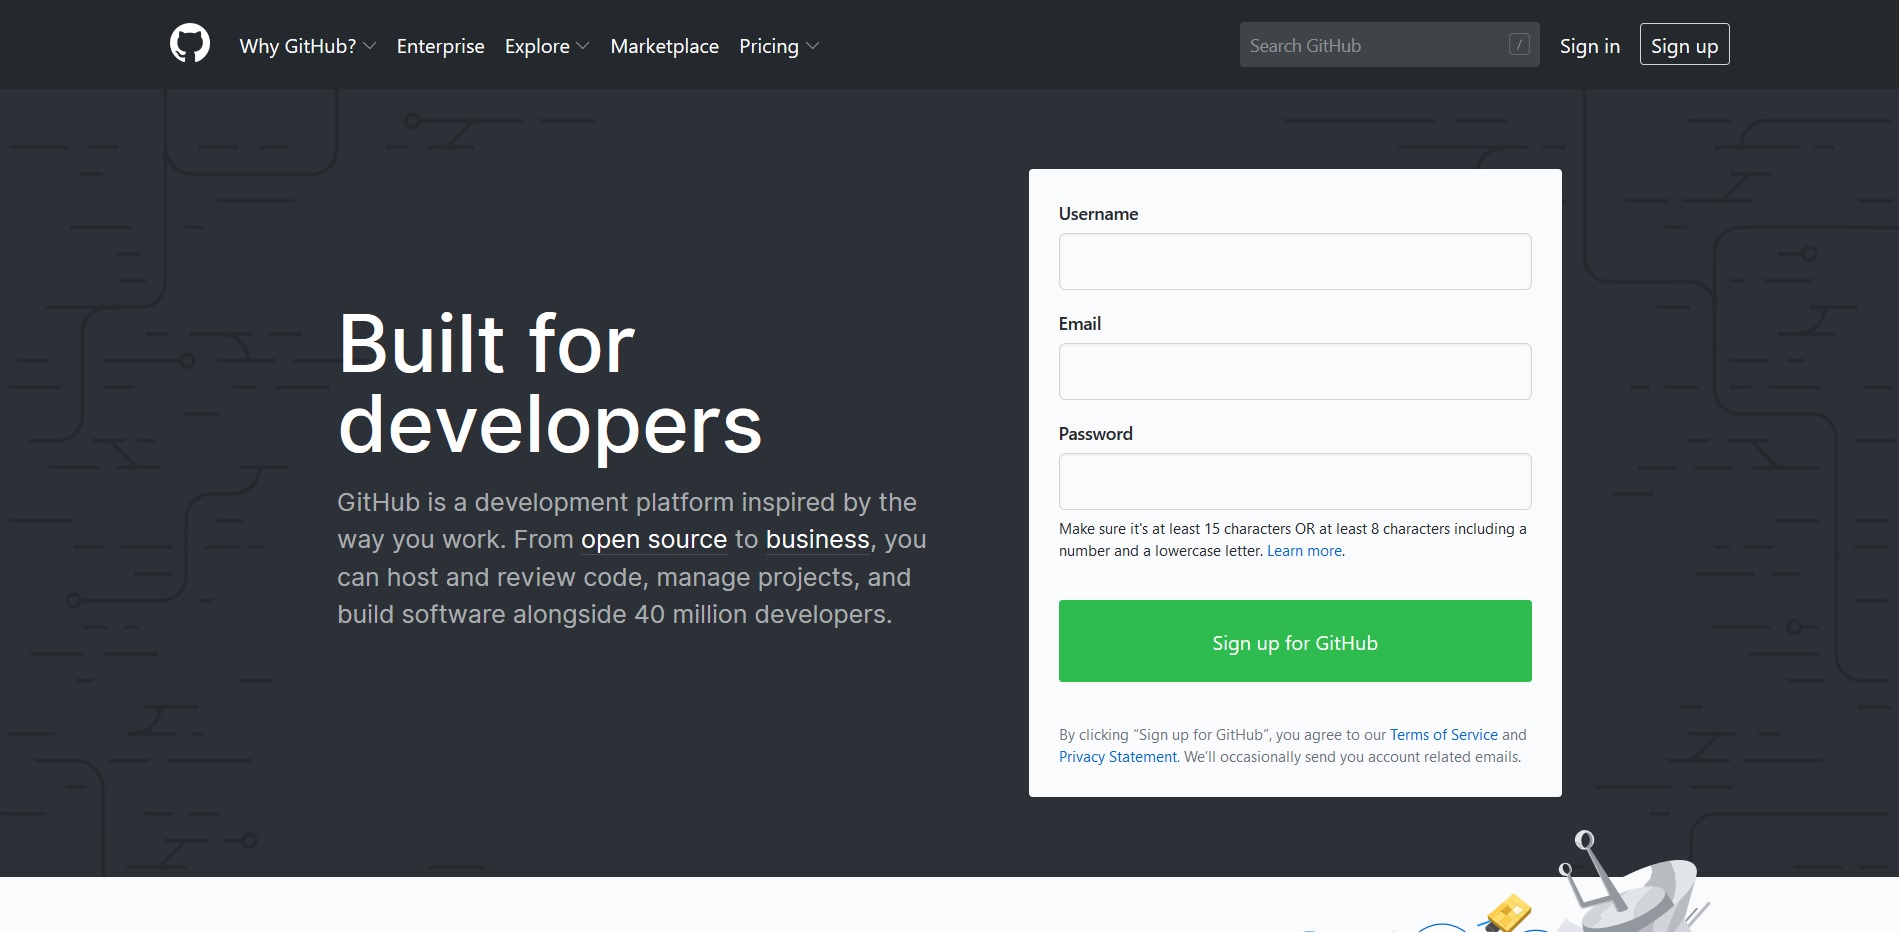 Why GitHub? Enterprise Explore Marketplace Pricing Search GitHub / Sign in Sign up
Built for
developers
GitHub is a development platform inspired by the
way you work. From open source to business, you
can host and review code, manage projects, and
build software alongside 40 million developers.
Username
Email
Password
Make sure it's at least 15 characters OR at least 8 characters including a
number and a lowercase letter. Learn more.
Sign up for GitHub
By clicking “Sign up for GitHub”, you agree to our Terms of Service and
Privacy Statement. We’ll occasionally send you account related emails.